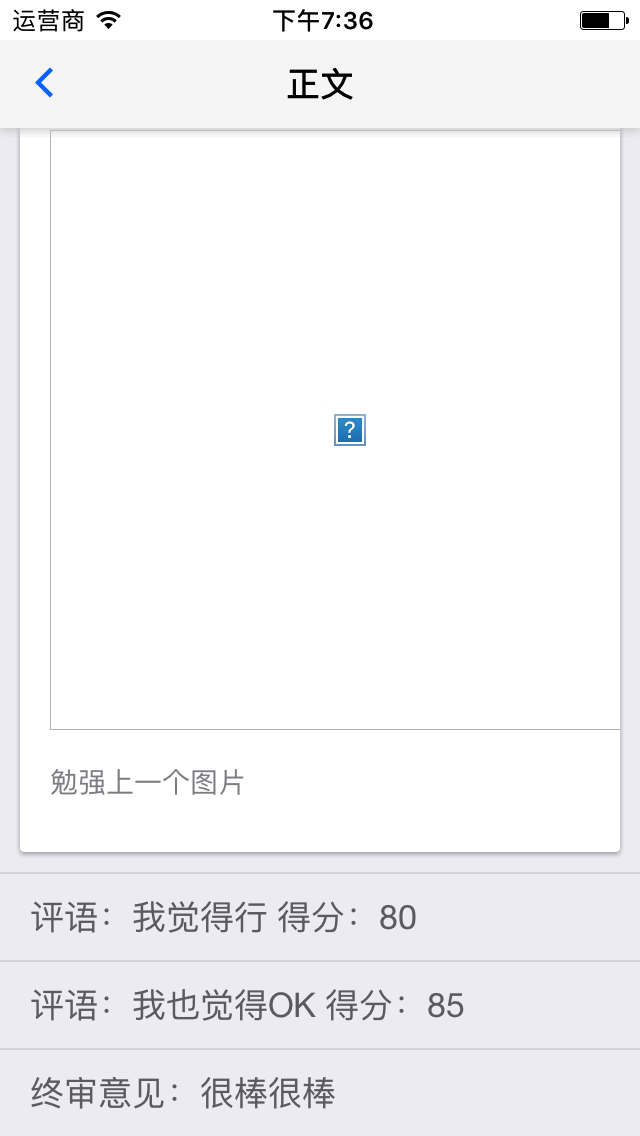 运营商 下午7:36
正文
?
勉强上一个图片
评语：我觉得行 得分：80
评语：我也觉得OK 得分：85
终审意见：很棒很棒